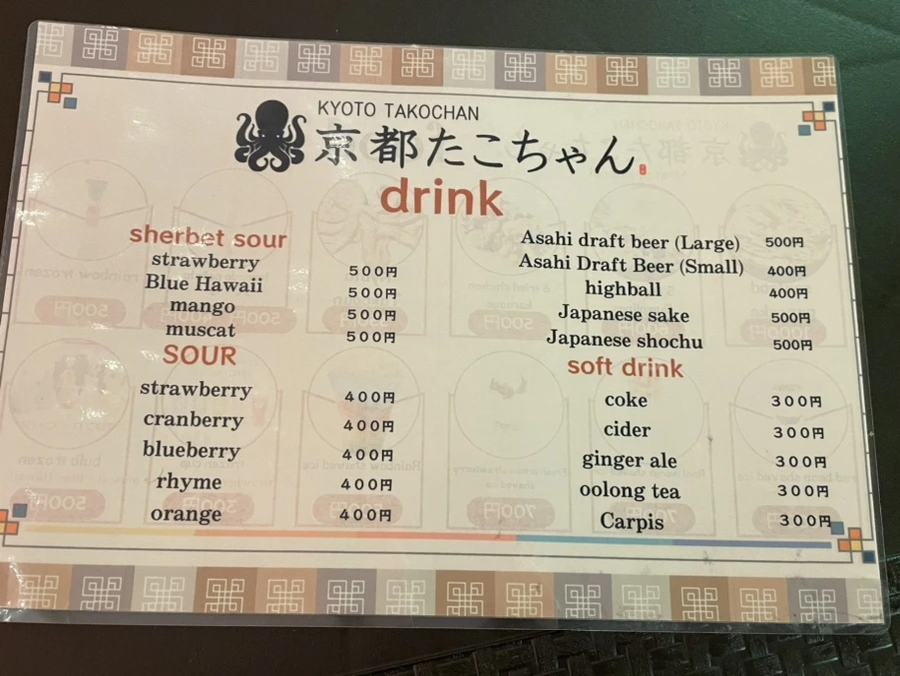 KYOTO TAKOCHAN
京都たこちゃん
drink
sherbet sour
strawberry 500円
Blue Hawaii 500円
mango 500円
muscat 500円
SOUR
strawberry 400円
cranberry 400円
blueberry 400円
rhyme 400円
orange 400円
Asahi draft beer (Large) 500円
Asahi Draft Beer (Small) 400円
highball 400円
Japanese sake 500円
Japanese shochu 500円
soft drink
coke 300円
cider 300円
ginger ale 300円
oolong tea 300円
Carpis 300円